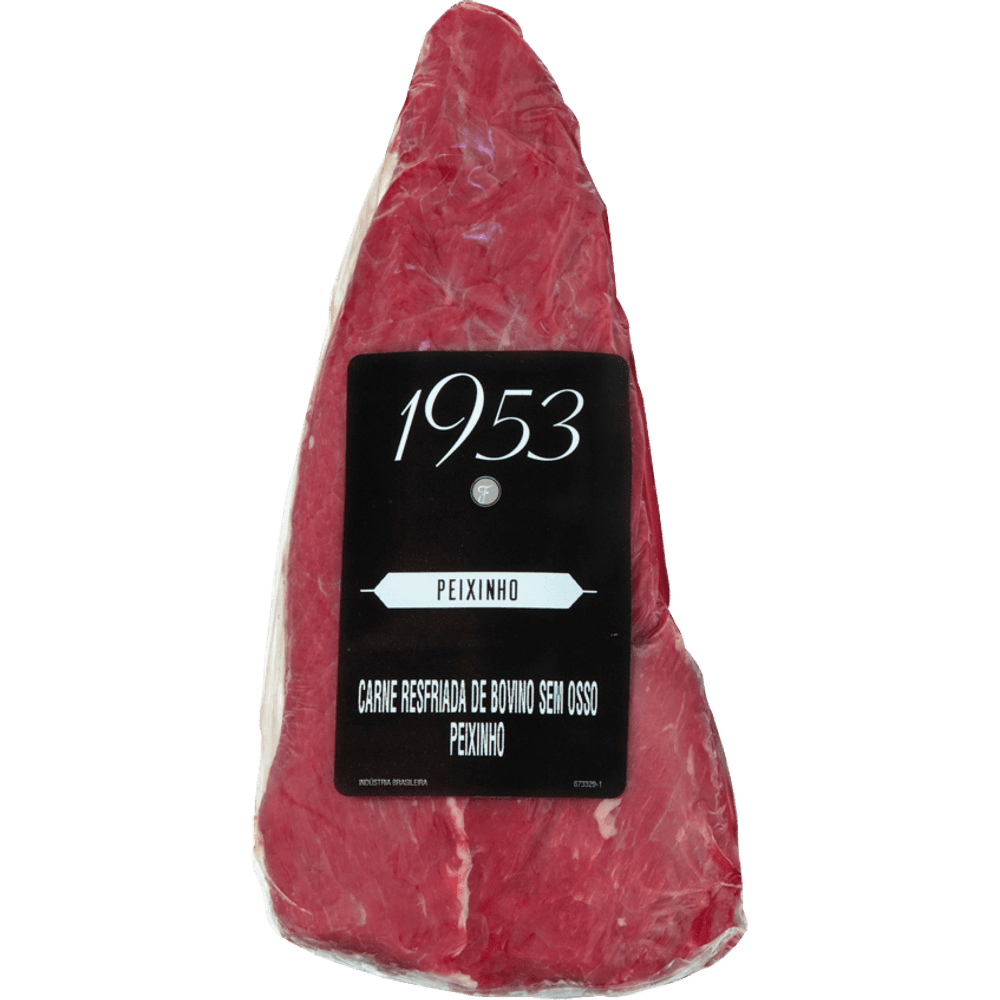 1953
F
PEIXINHO
CARNE RESFRIADA DE BOVINO SEM OSSO
PEIXINHO
INDÚSTRIA BRASILEIRA 673329-1